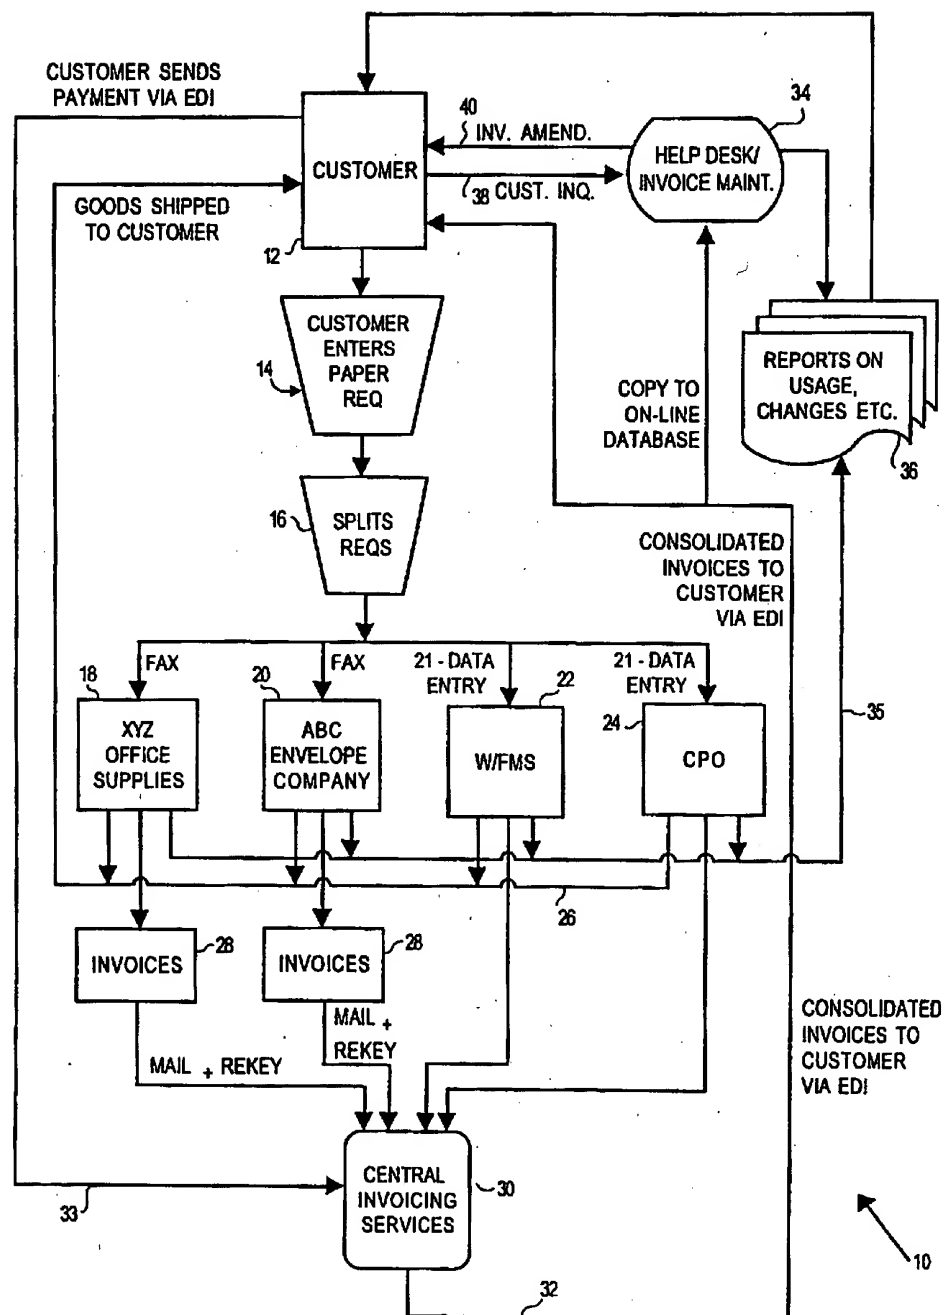 CUSTOMER SENDS
PAYMENT VIA EDI
40
INV. AMEND.
34
HELP DESK/
INVOICE MAINT.
CUSTOMER
38 CUST. INQ.
GOODS SHIPPED
TO CUSTOMER
12
CUSTOMER
ENTERS
PAPER
REQ
14
REPORTS ON
USAGE,
CHANGES ETC.
36
COPY TO
ON-LINE
DATABASE
16
SPLITS
REQS
CONSOLIDATED
INVOICES TO
CUSTOMER
VIA EDI
FAX
FAX
21 - DATA
ENTRY
21 - DATA
ENTRY
18
XYZ
OFFICE
SUPPLIES
20
ABC
ENVELOPE
COMPANY
22
W/FMS
24
CPO
35
26
INVOICES
28
INVOICES
28
MAIL +
REKEY
MAIL + REKEY
CONSOLIDATED
INVOICES TO
CUSTOMER
VIA EDI
CENTRAL
INVOICING
SERVICES
30
33
10
32